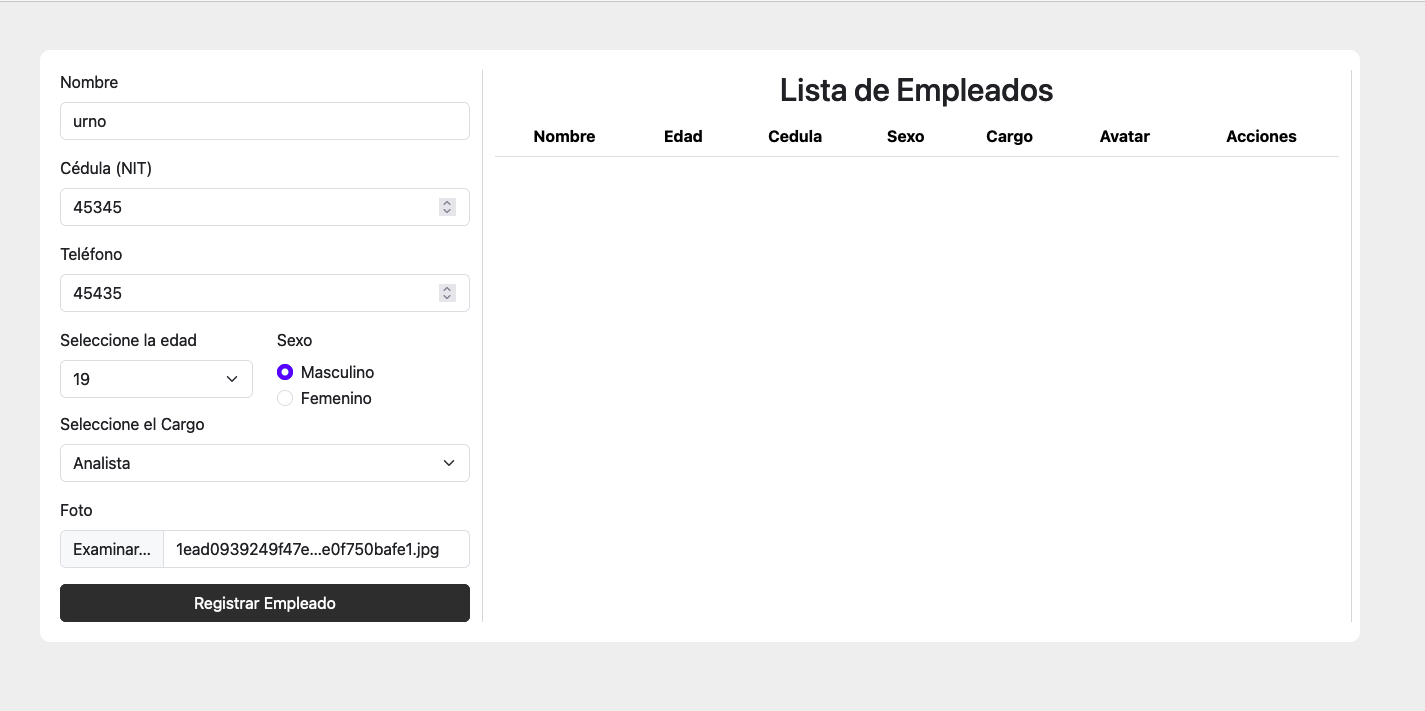 Nombre
urno
Cédula (NIT)
45345
Teléfono
45435
Seleccione la edad
19
Sexo
Masculino
Femenino
Seleccione el Cargo
Analista
Foto
Examinar... 1ead0939249f47e...e0f750bafe1.jpg
Registrar Empleado
Lista de Empleados
Nombre Edad Cedula Sexo Cargo Avatar Acciones